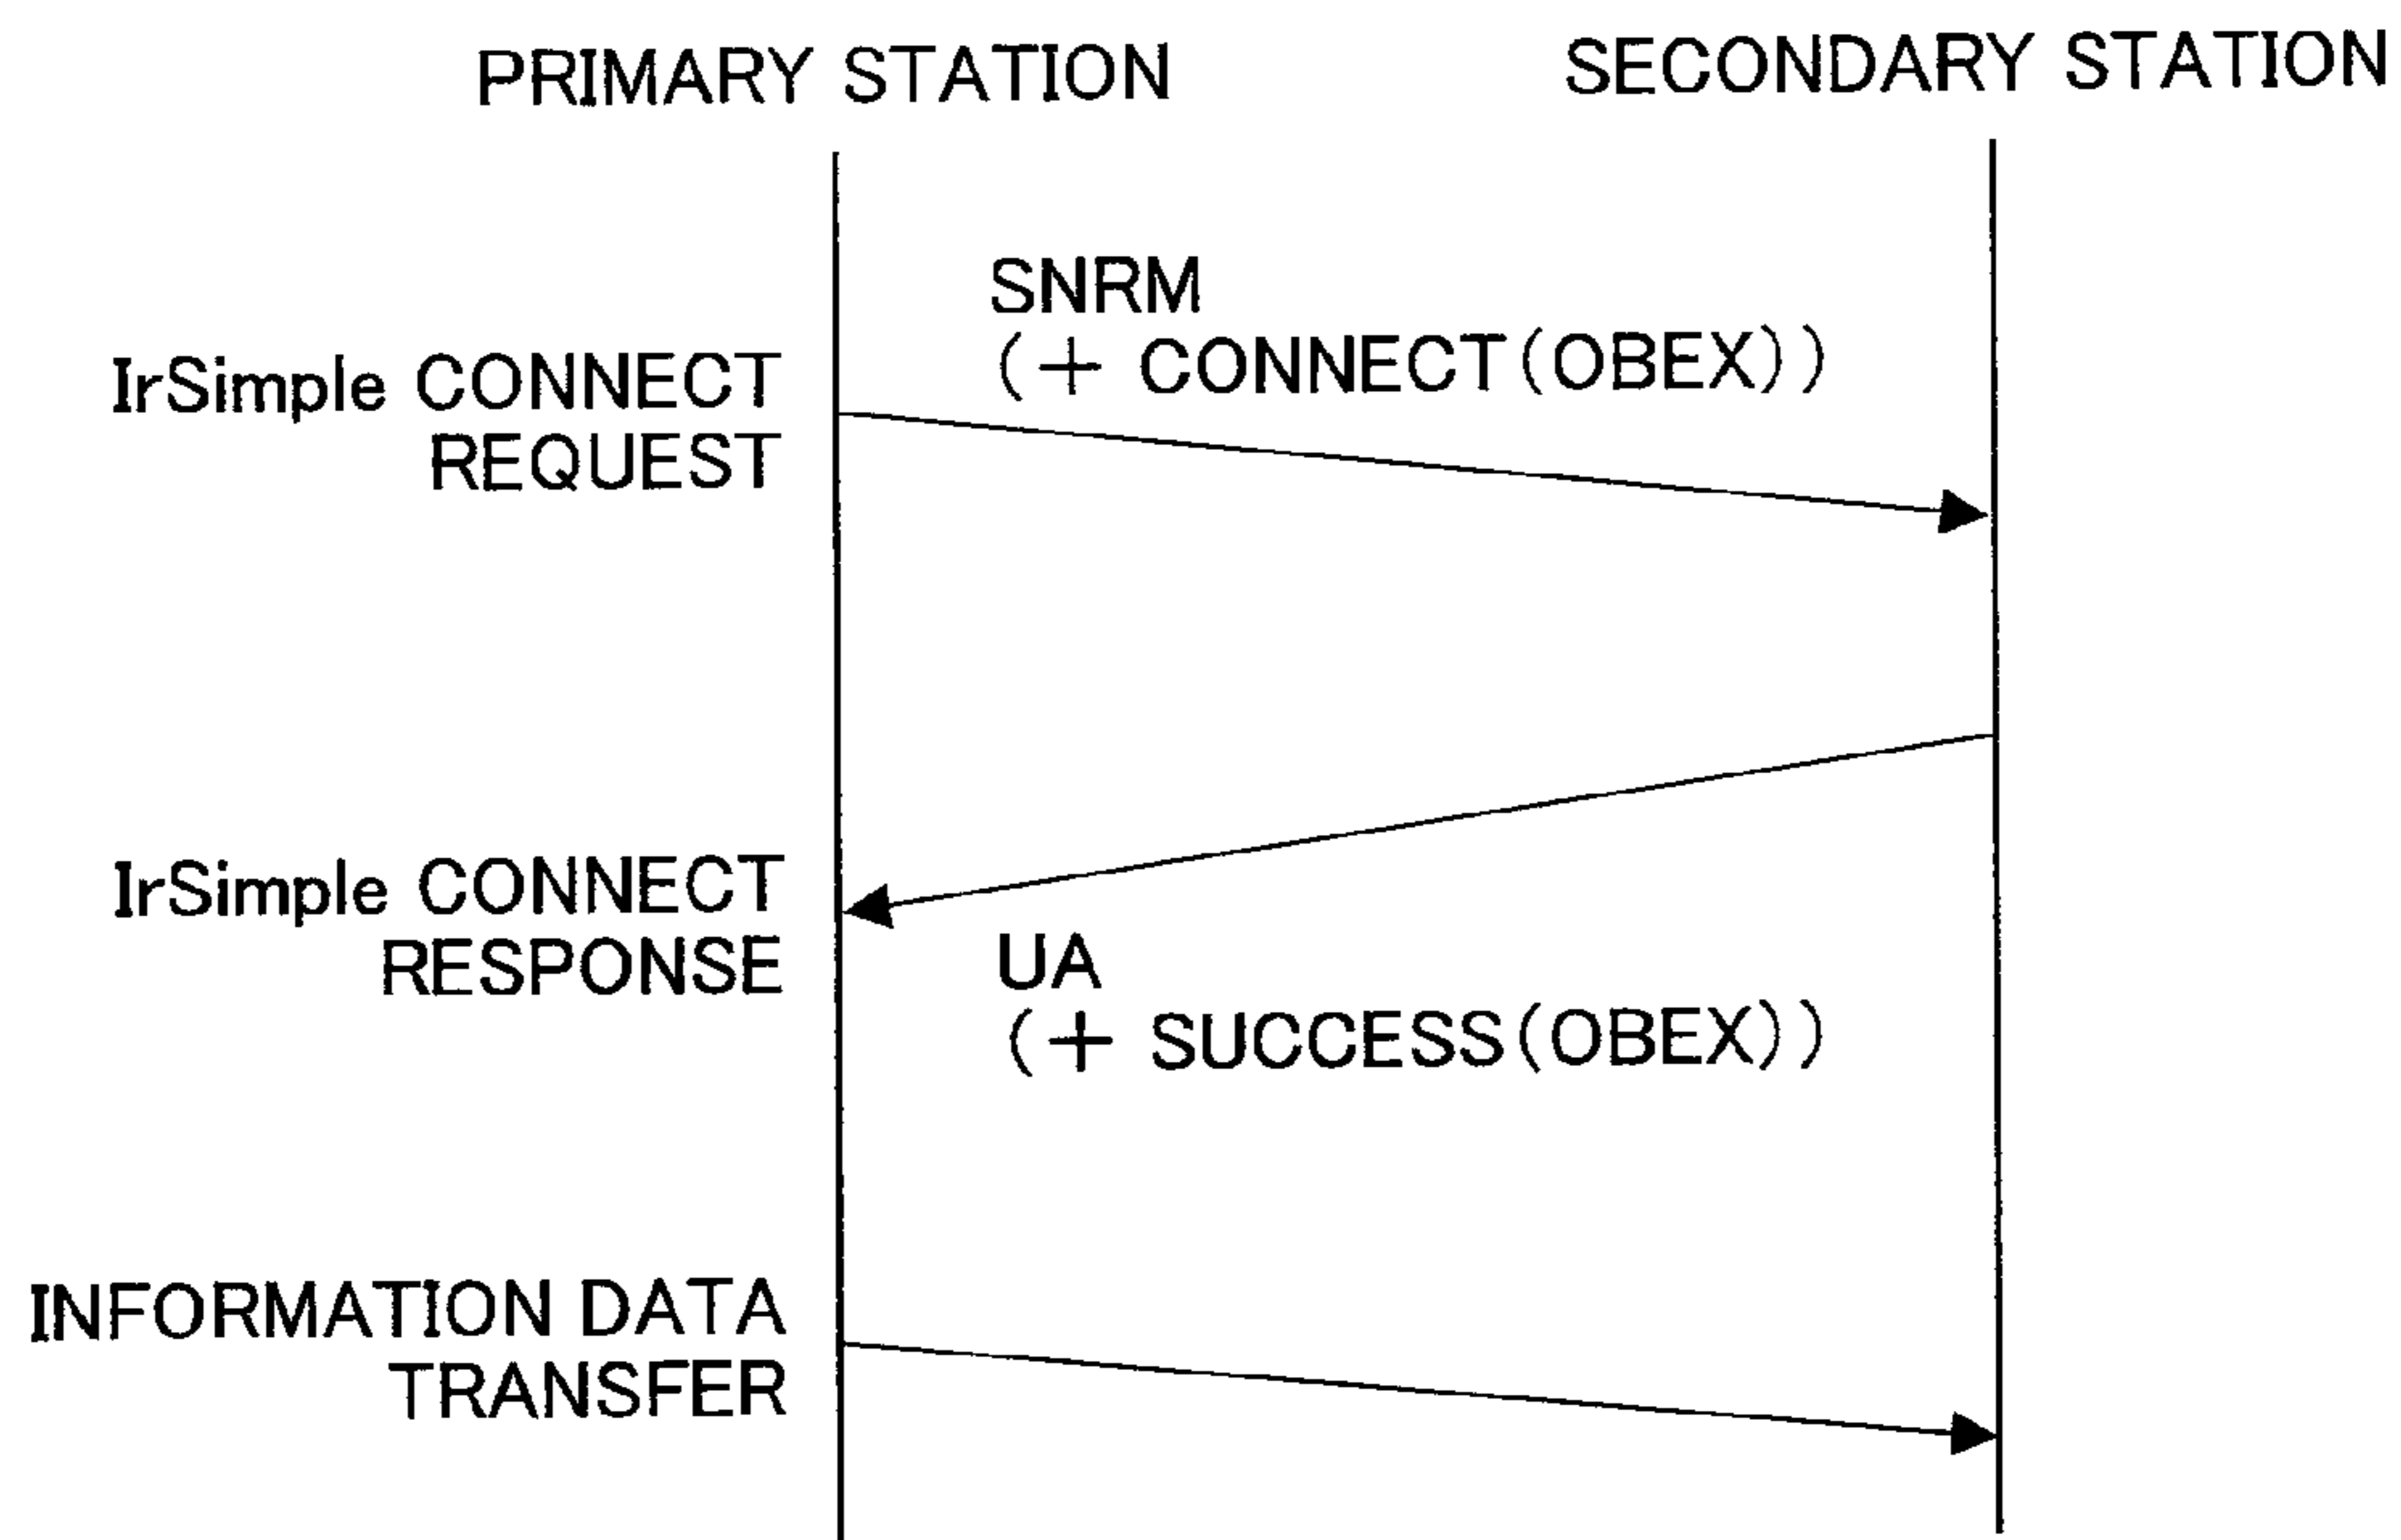 PRIMARY STATION
SECONDARY STATION
SNRM
(+ CONNECT(OBEX))
IrSimple CONNECT
REQUEST
IrSimple CONNECT
RESPONSE
UA
(+ SUCCESS(OBEX))
INFORMATION DATA
TRANSFER